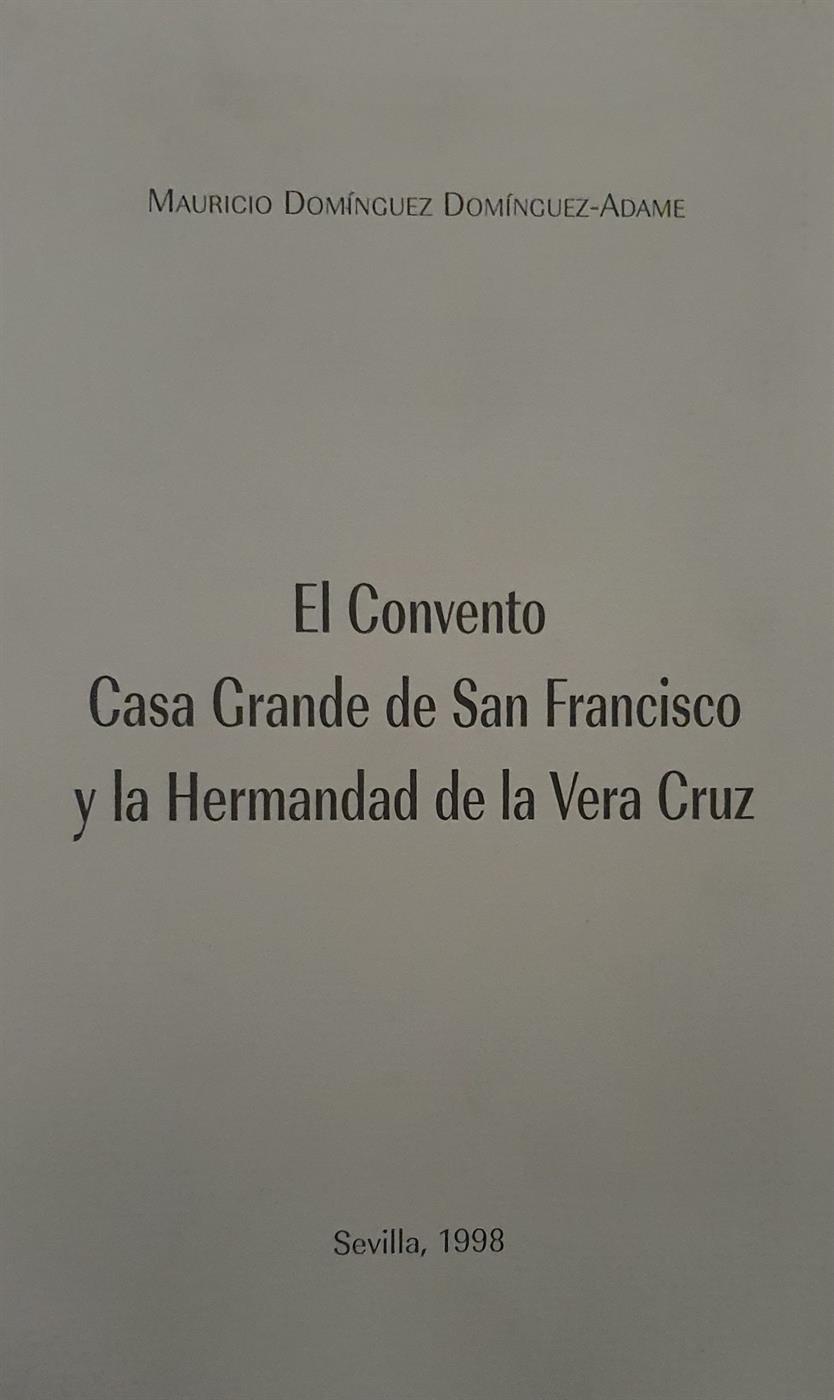 MAURICIO DOMÍNGUEZ DOMÍNGUEZ-ADAME
El Convento
Casa Grande de San Francisco
y la Hermandad de la Vera Cruz
Sevilla, 1998